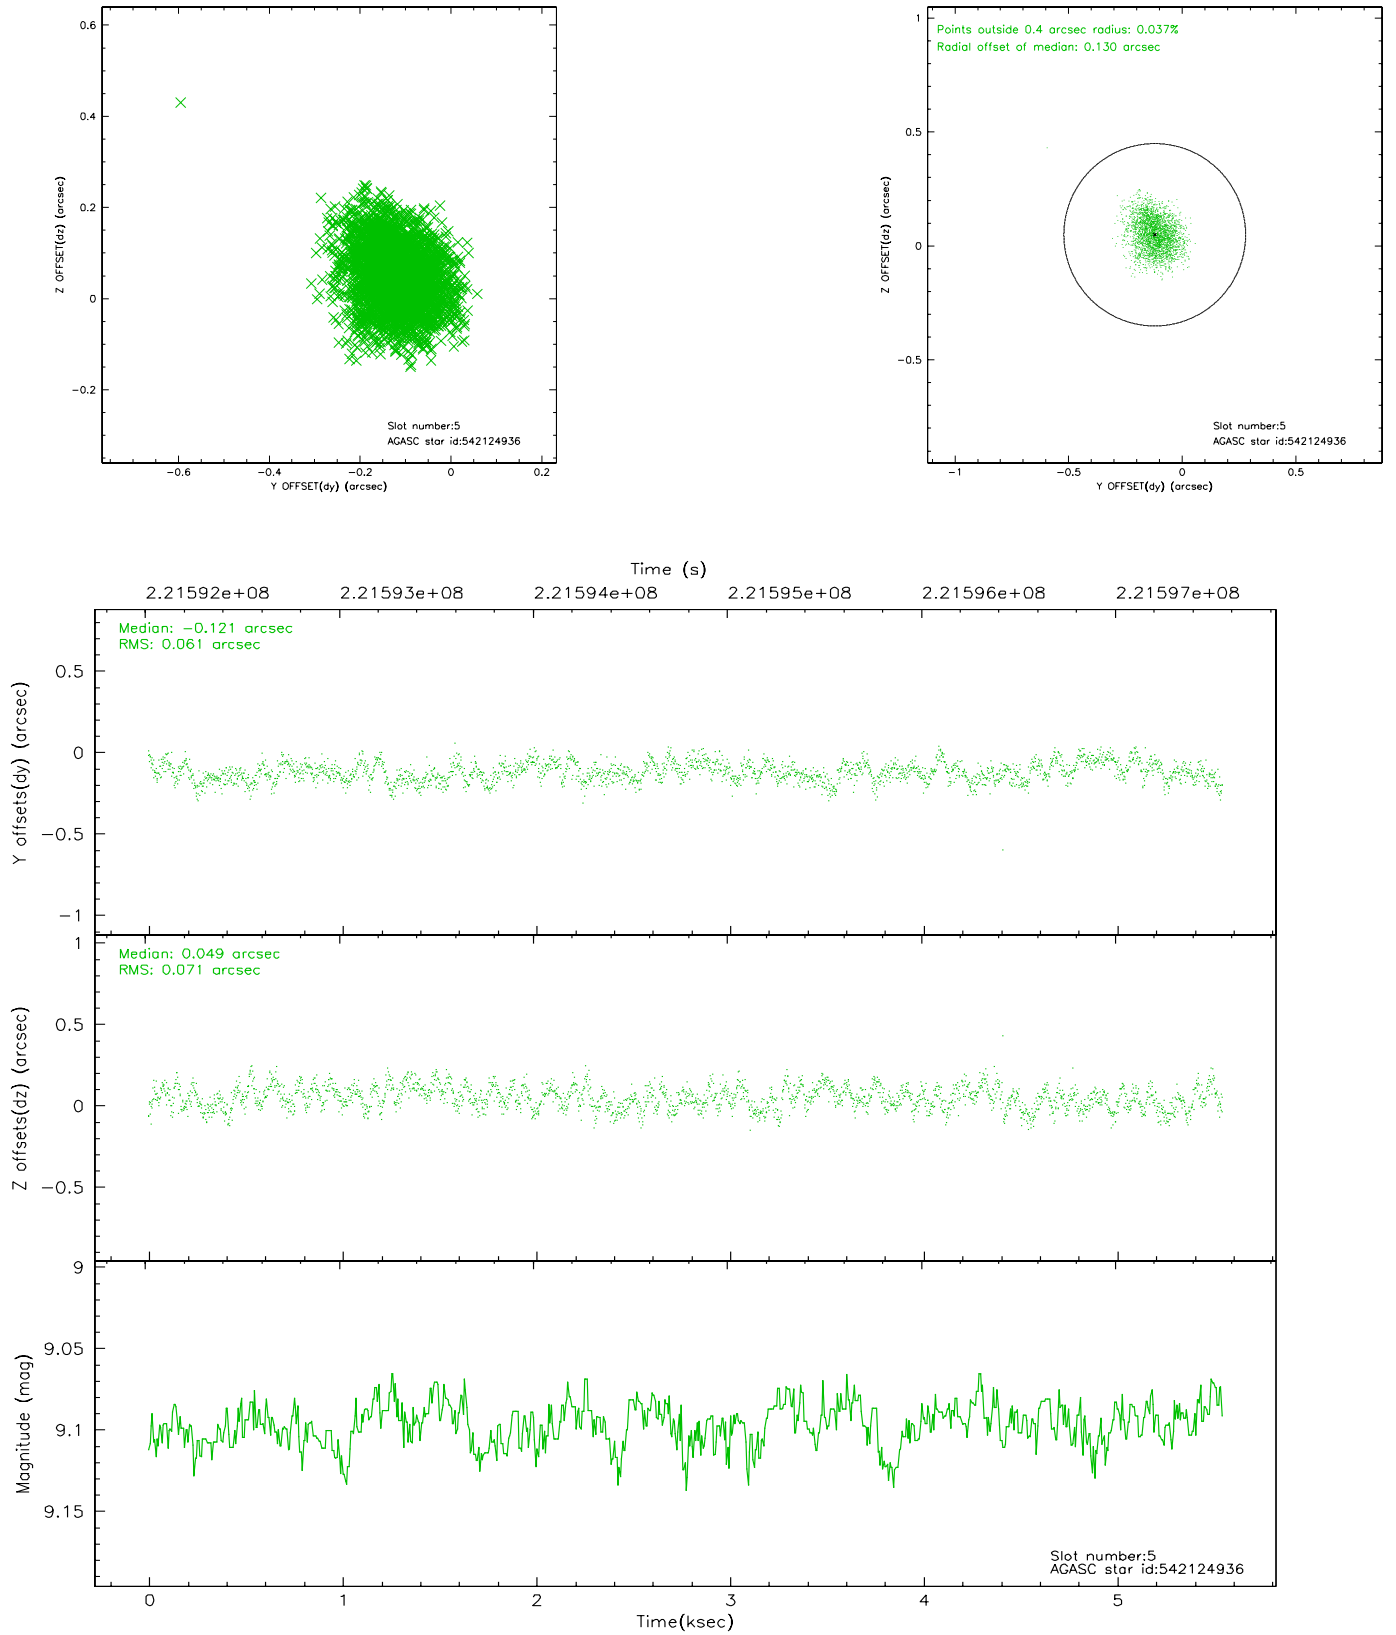 0.6
0.4
0.2
0
−0.2
Z OFFSET(dz) (arcsec)
Slot number:5
AGASC star id:542124936
−0.6 −0.4 −0.2 0 0.2
Y OFFSET(dy) (arcsec)
Points outside 0.4 arcsec radius: 0.037%
Radial offset of median: 0.130 arcsec
1
0.5
0
−0.5
Z OFFSET(dz) (arcsec)
Slot number:5
AGASC star id:542124936
−1 −0.5 0 0.5
Y OFFSET(dy) (arcsec)
Time (s)
2.21592e+08 2.21593e+08 2.21594e+08 2.21595e+08 2.21596e+08 2.21597e+08
Median: −0.121 arcsec
RMS: 0.061 arcsec
0.5
0
−0.5
−1
Y offsets(dy) (arcsec)
Median: 0.049 arcsec
RMS: 0.071 arcsec
1
0.5
0
−0.5
Z offsets(dz) (arcsec)
9
9.05
9.1
9.15
Magnitude (mag)
Slot number:5
AGASC star id:542124936
0 1 2 3 4 5
Time(ksec)